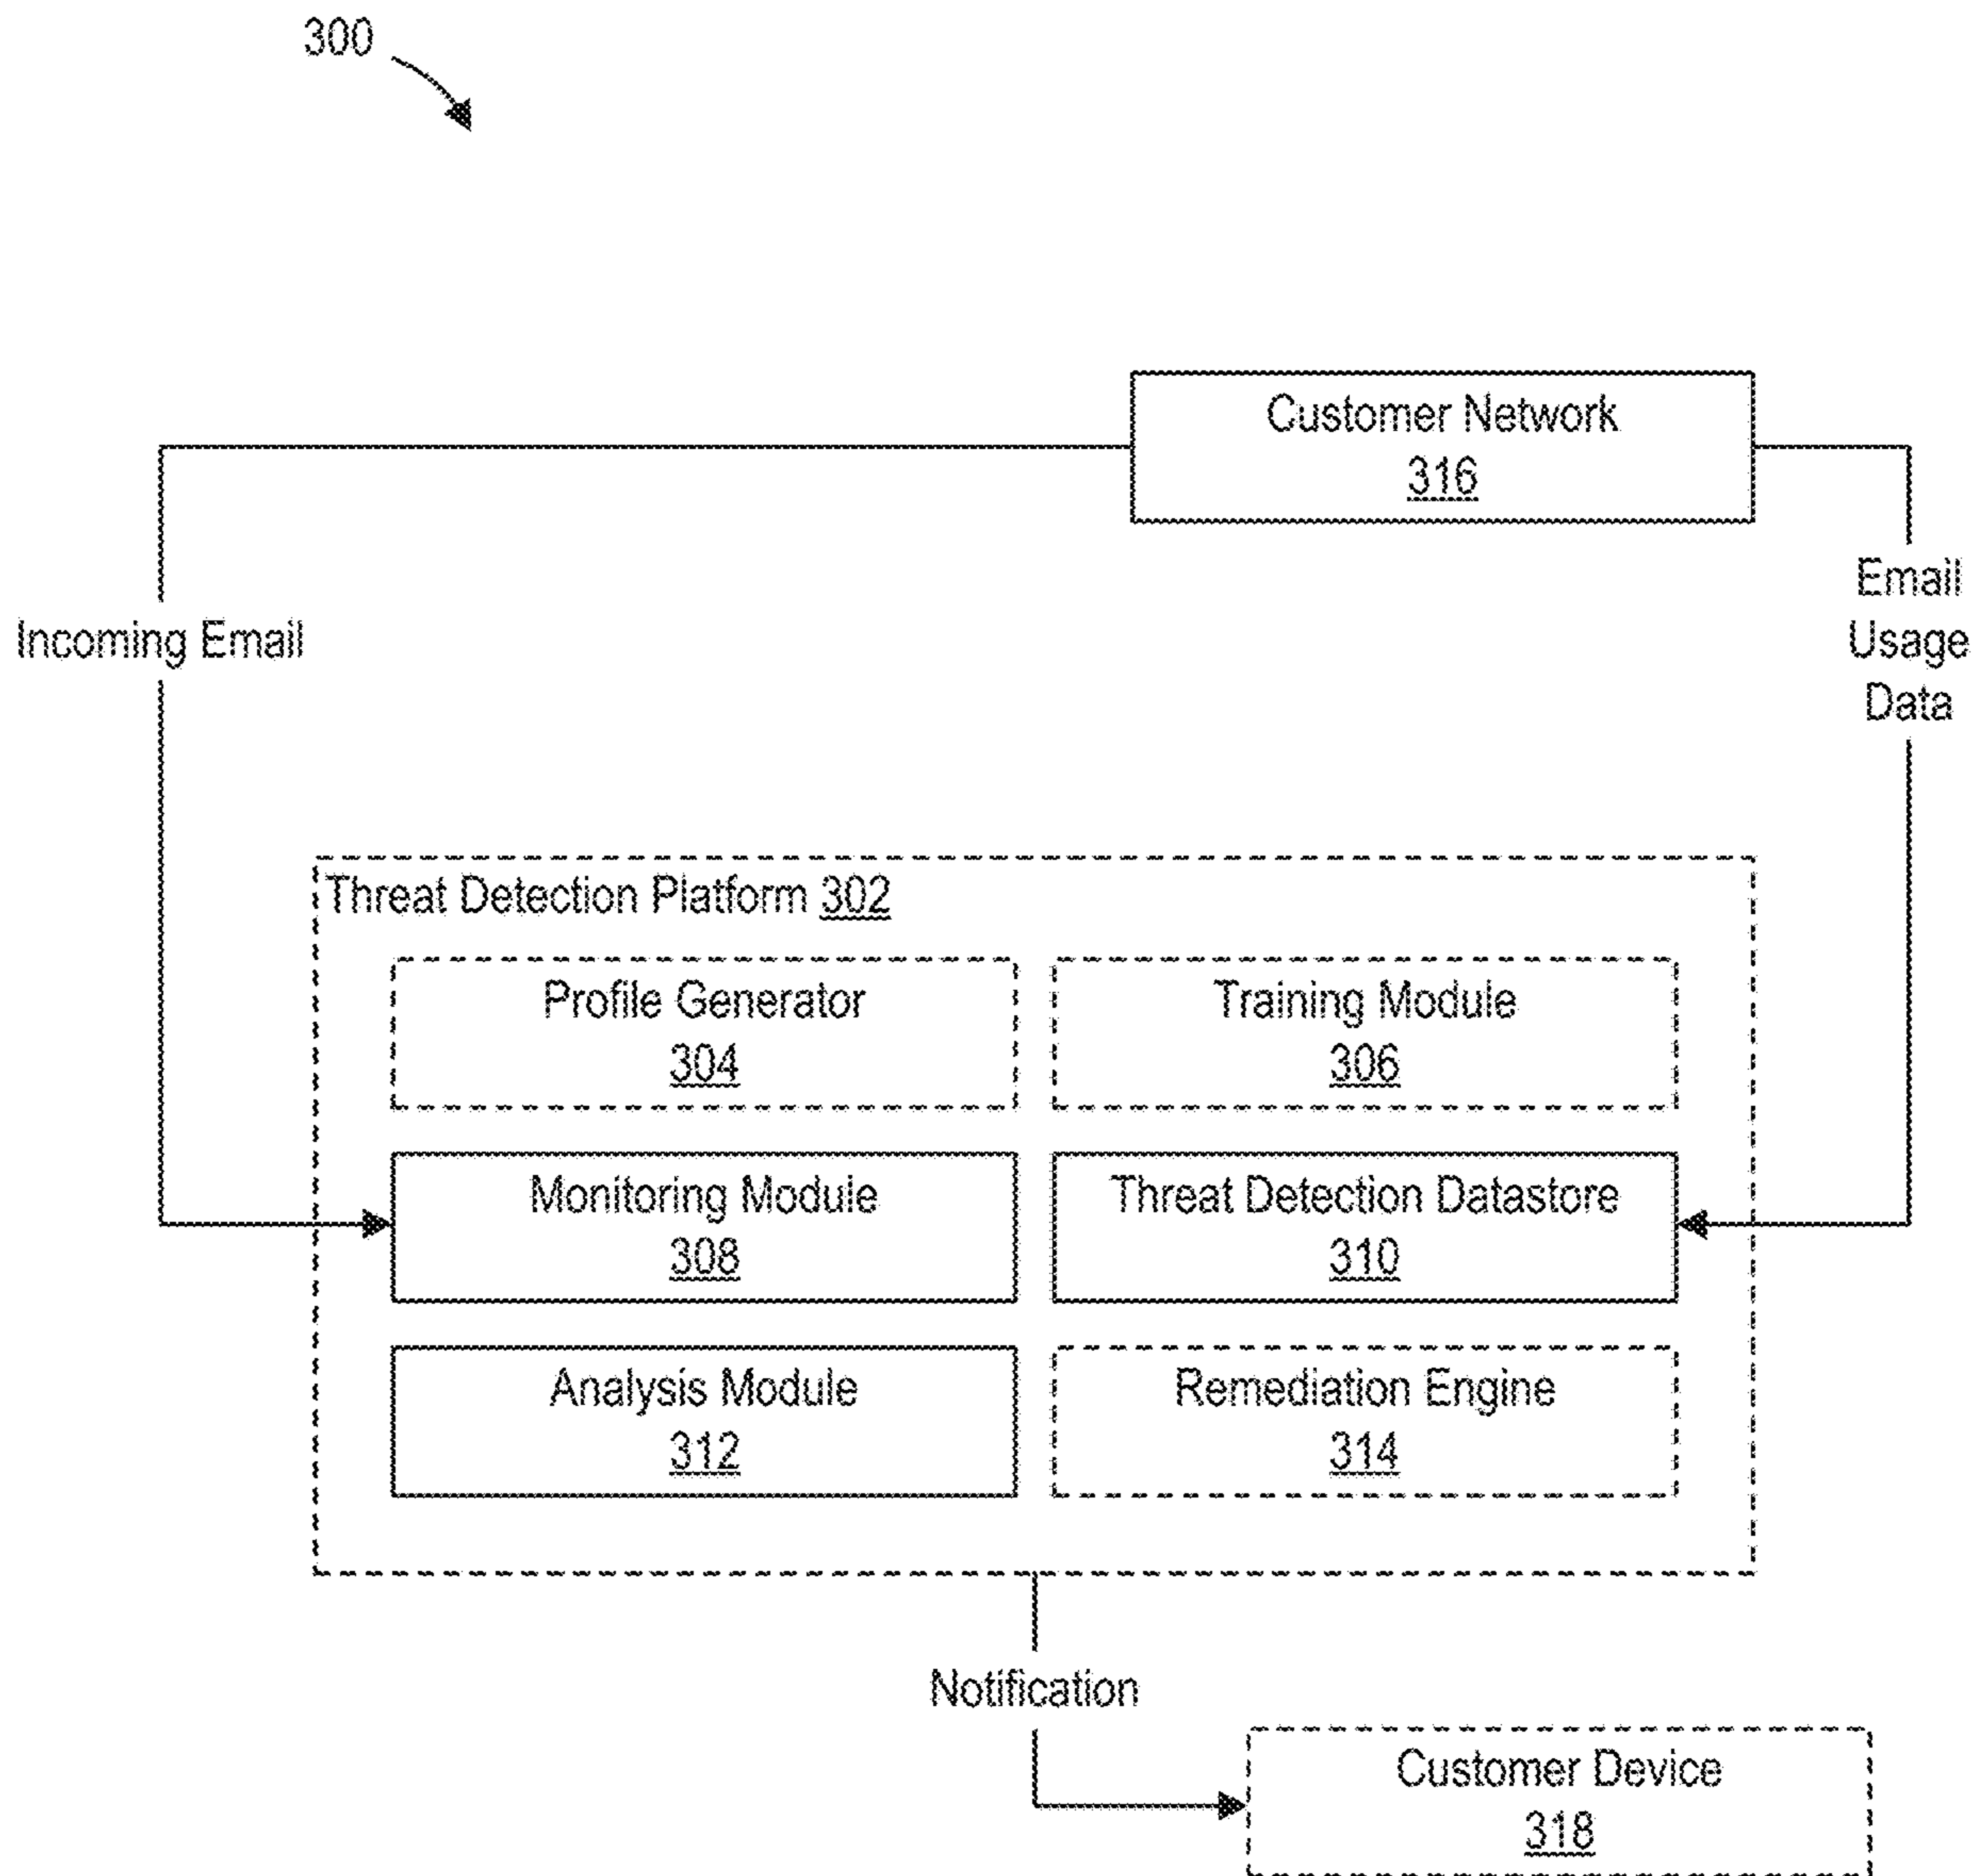 300
Customer Network
316
Incoming Email
Email
Usage
Data
Threat Detection Platform 302
Profile Generator
304
Training Module
306
Monitoring Module
308
Threat Detection Datastore
310
Analysis Module
312
Remediation Engine
314
Notification
Customer Device
318